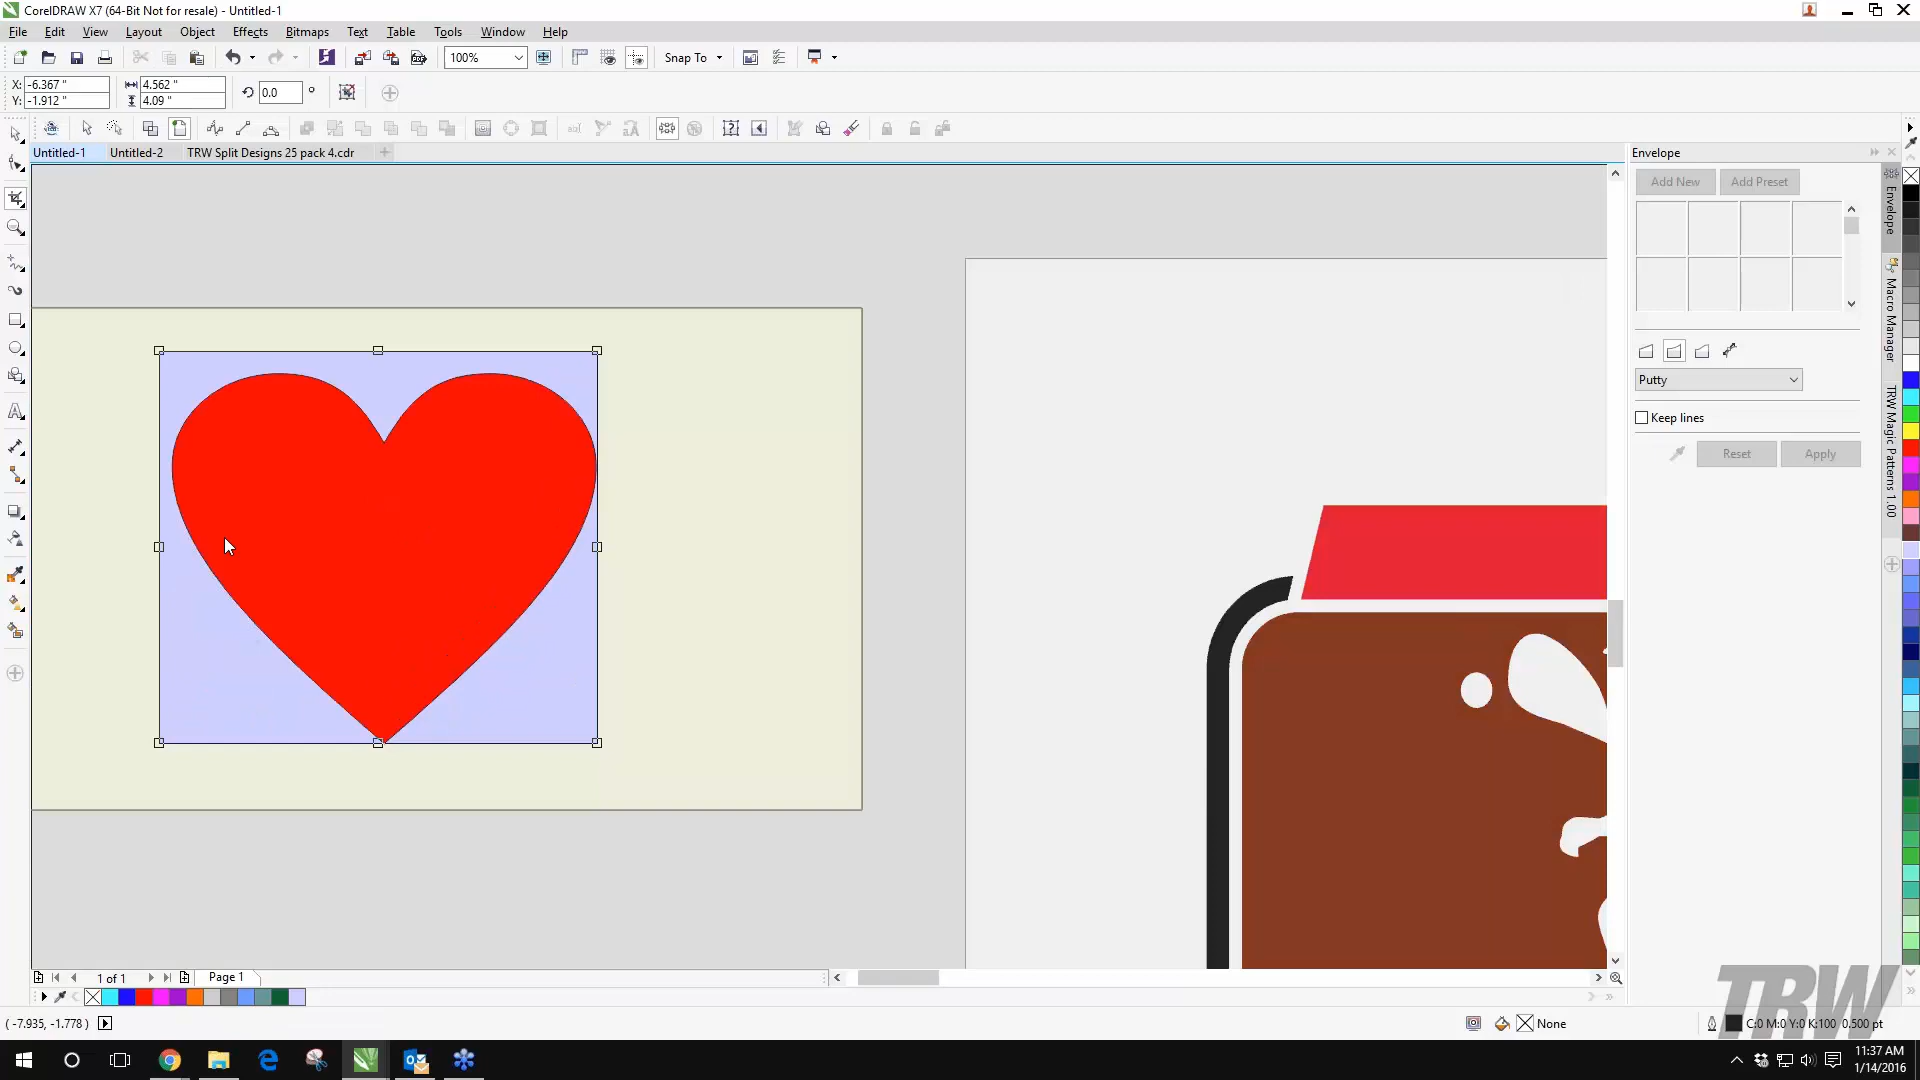 CorelDRAW X7 (64-Bit Not for resale) - Untitled-1
File Edit View Layout Object Effects Bitmaps Text Table Tools Window Help
100% Snap To
X: -6.367 " 4.562 " 0.0 °
Y: -1.912 " 4.09 "
Untitled-1 Untitled-2 TRW Split Designs 25 pack 4.cdr
Envelope
Add New Add Preset
Envelope
Macro Manager
TRW Magic Patterns 1.00
Putty
Keep lines
Reset Apply
1 of 1 Page 1
TRW
( -7.935, -1.778 ) None C:0 M:0 Y:0 K:100 0.500 pt
11:37 AM
1/14/2016